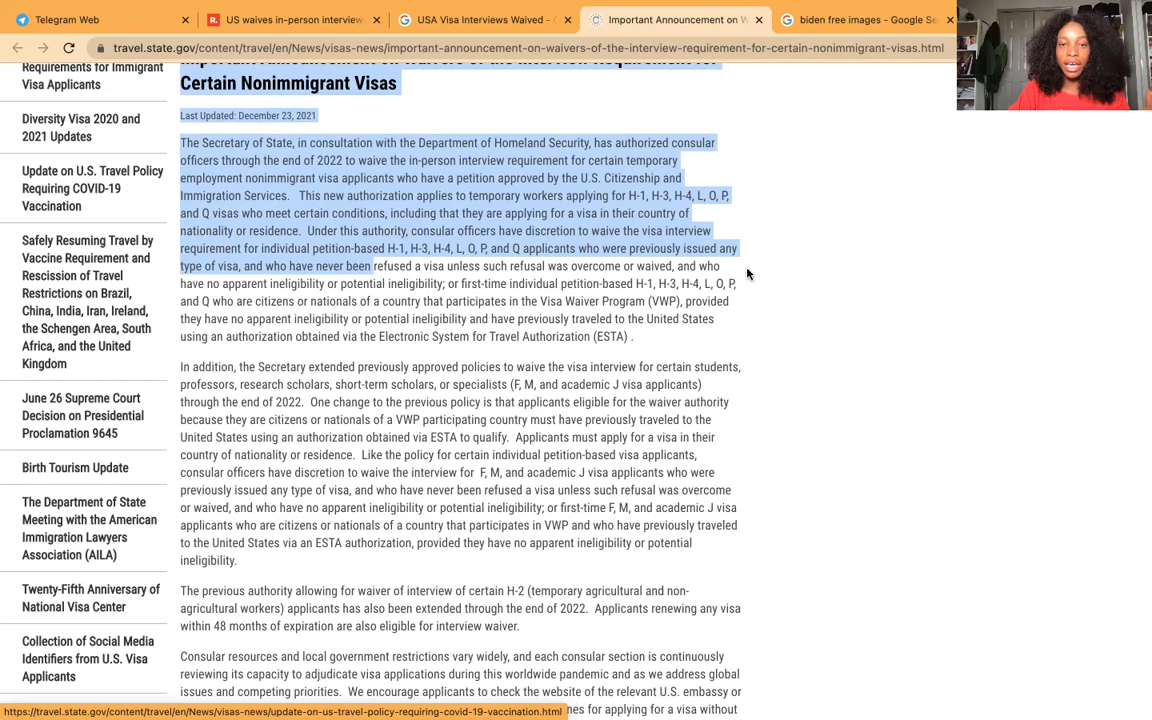 Telegram Web
US waives in-person interview
USA Visa Interviews Waived -
Important Announcement on W
biden free images - Google Se
travel.state.gov/content/travel/en/News/visas-news/important-announcement-on-waivers-of-the-interview-requirement-for-certain-nonimmigrant-visas.html
Requirements for Immigrant
Visa Applicants
Diversity Visa 2020 and
2021 Updates
Update on U.S. Travel Policy
Requiring COVID-19
Vaccination
Safely Resuming Travel by
Vaccine Requirement and
Rescission of Travel
Restrictions on Brazil,
China, India, Iran, Ireland,
the Schengen Area, South
Africa, and the United
Kingdom
June 26 Supreme Court
Decision on Presidential
Proclamation 9645
Birth Tourism Update
The Department of State
Meeting with the American
Immigration Lawyers
Association (AILA)
Twenty-Fifth Anniversary of
National Visa Center
Collection of Social Media
Identifiers from U.S. Visa
Applicants
Important Announcement on Waivers of the Interview Requirement for
Certain Nonimmigrant Visas
Last Updated: December 23, 2021
The Secretary of State, in consultation with the Department of Homeland Security, has authorized consular
officers through the end of 2022 to waive the in-person interview requirement for certain temporary
employment nonimmigrant visa applicants who have a petition approved by the U.S. Citizenship and
Immigration Services.   This new authorization applies to temporary workers applying for H-1, H-3, H-4, L, O, P,
and Q visas who meet certain conditions, including that they are applying for a visa in their country of
nationality or residence.  Under this authority, consular officers have discretion to waive the visa interview
requirement for individual petition-based H-1, H-3, H-4, L, O, P, and Q applicants who were previously issued any
type of visa, and who have never been refused a visa unless such refusal was overcome or waived, and who
have no apparent ineligibility or potential ineligibility; or first-time individual petition-based H-1, H-3, H-4, L, O, P,
and Q who are citizens or nationals of a country that participates in the Visa Waiver Program (VWP), provided
they have no apparent ineligibility or potential ineligibility and have previously traveled to the United States
using an authorization obtained via the Electronic System for Travel Authorization (ESTA) .
In addition, the Secretary extended previously approved policies to waive the visa interview for certain students,
professors, research scholars, short-term scholars, or specialists (F, M, and academic J visa applicants)
through the end of 2022.  One change to the previous policy is that applicants eligible for the waiver authority
because they are citizens or nationals of a VWP participating country must have previously traveled to the
United States using an authorization obtained via ESTA to qualify.  Applicants must apply for a visa in their
country of nationality or residence.  Like the policy for certain individual petition-based visa applicants,
consular officers have discretion to waive the interview for  F, M, and academic J visa applicants who were
previously issued any type of visa, and who have never been refused a visa unless such refusal was overcome
or waived, and who have no apparent ineligibility or potential ineligibility; or first-time F, M, and academic J visa
applicants who are citizens or nationals of a country that participates in VWP and who have previously traveled
to the United States via an ESTA authorization, provided they have no apparent ineligibility or potential
ineligibility.
The previous authority allowing for waiver of interview of certain H-2 (temporary agricultural and non-
agricultural workers) applicants has also been extended through the end of 2022.  Applicants renewing any visa
within 48 months of expiration are also eligible for interview waiver.
Consular resources and local government restrictions vary widely, and each consular section is continuously
reviewing its capacity to adjudicate visa applications during this worldwide pandemic and as we address global
issues and competing priorities.  We encourage applicants to check the website of the relevant U.S. embassy or
nes for applying for a visa without
https://travel.state.gov/content/travel/en/News/visas-news/update-on-us-travel-policy-requiring-covid-19-vaccination.html